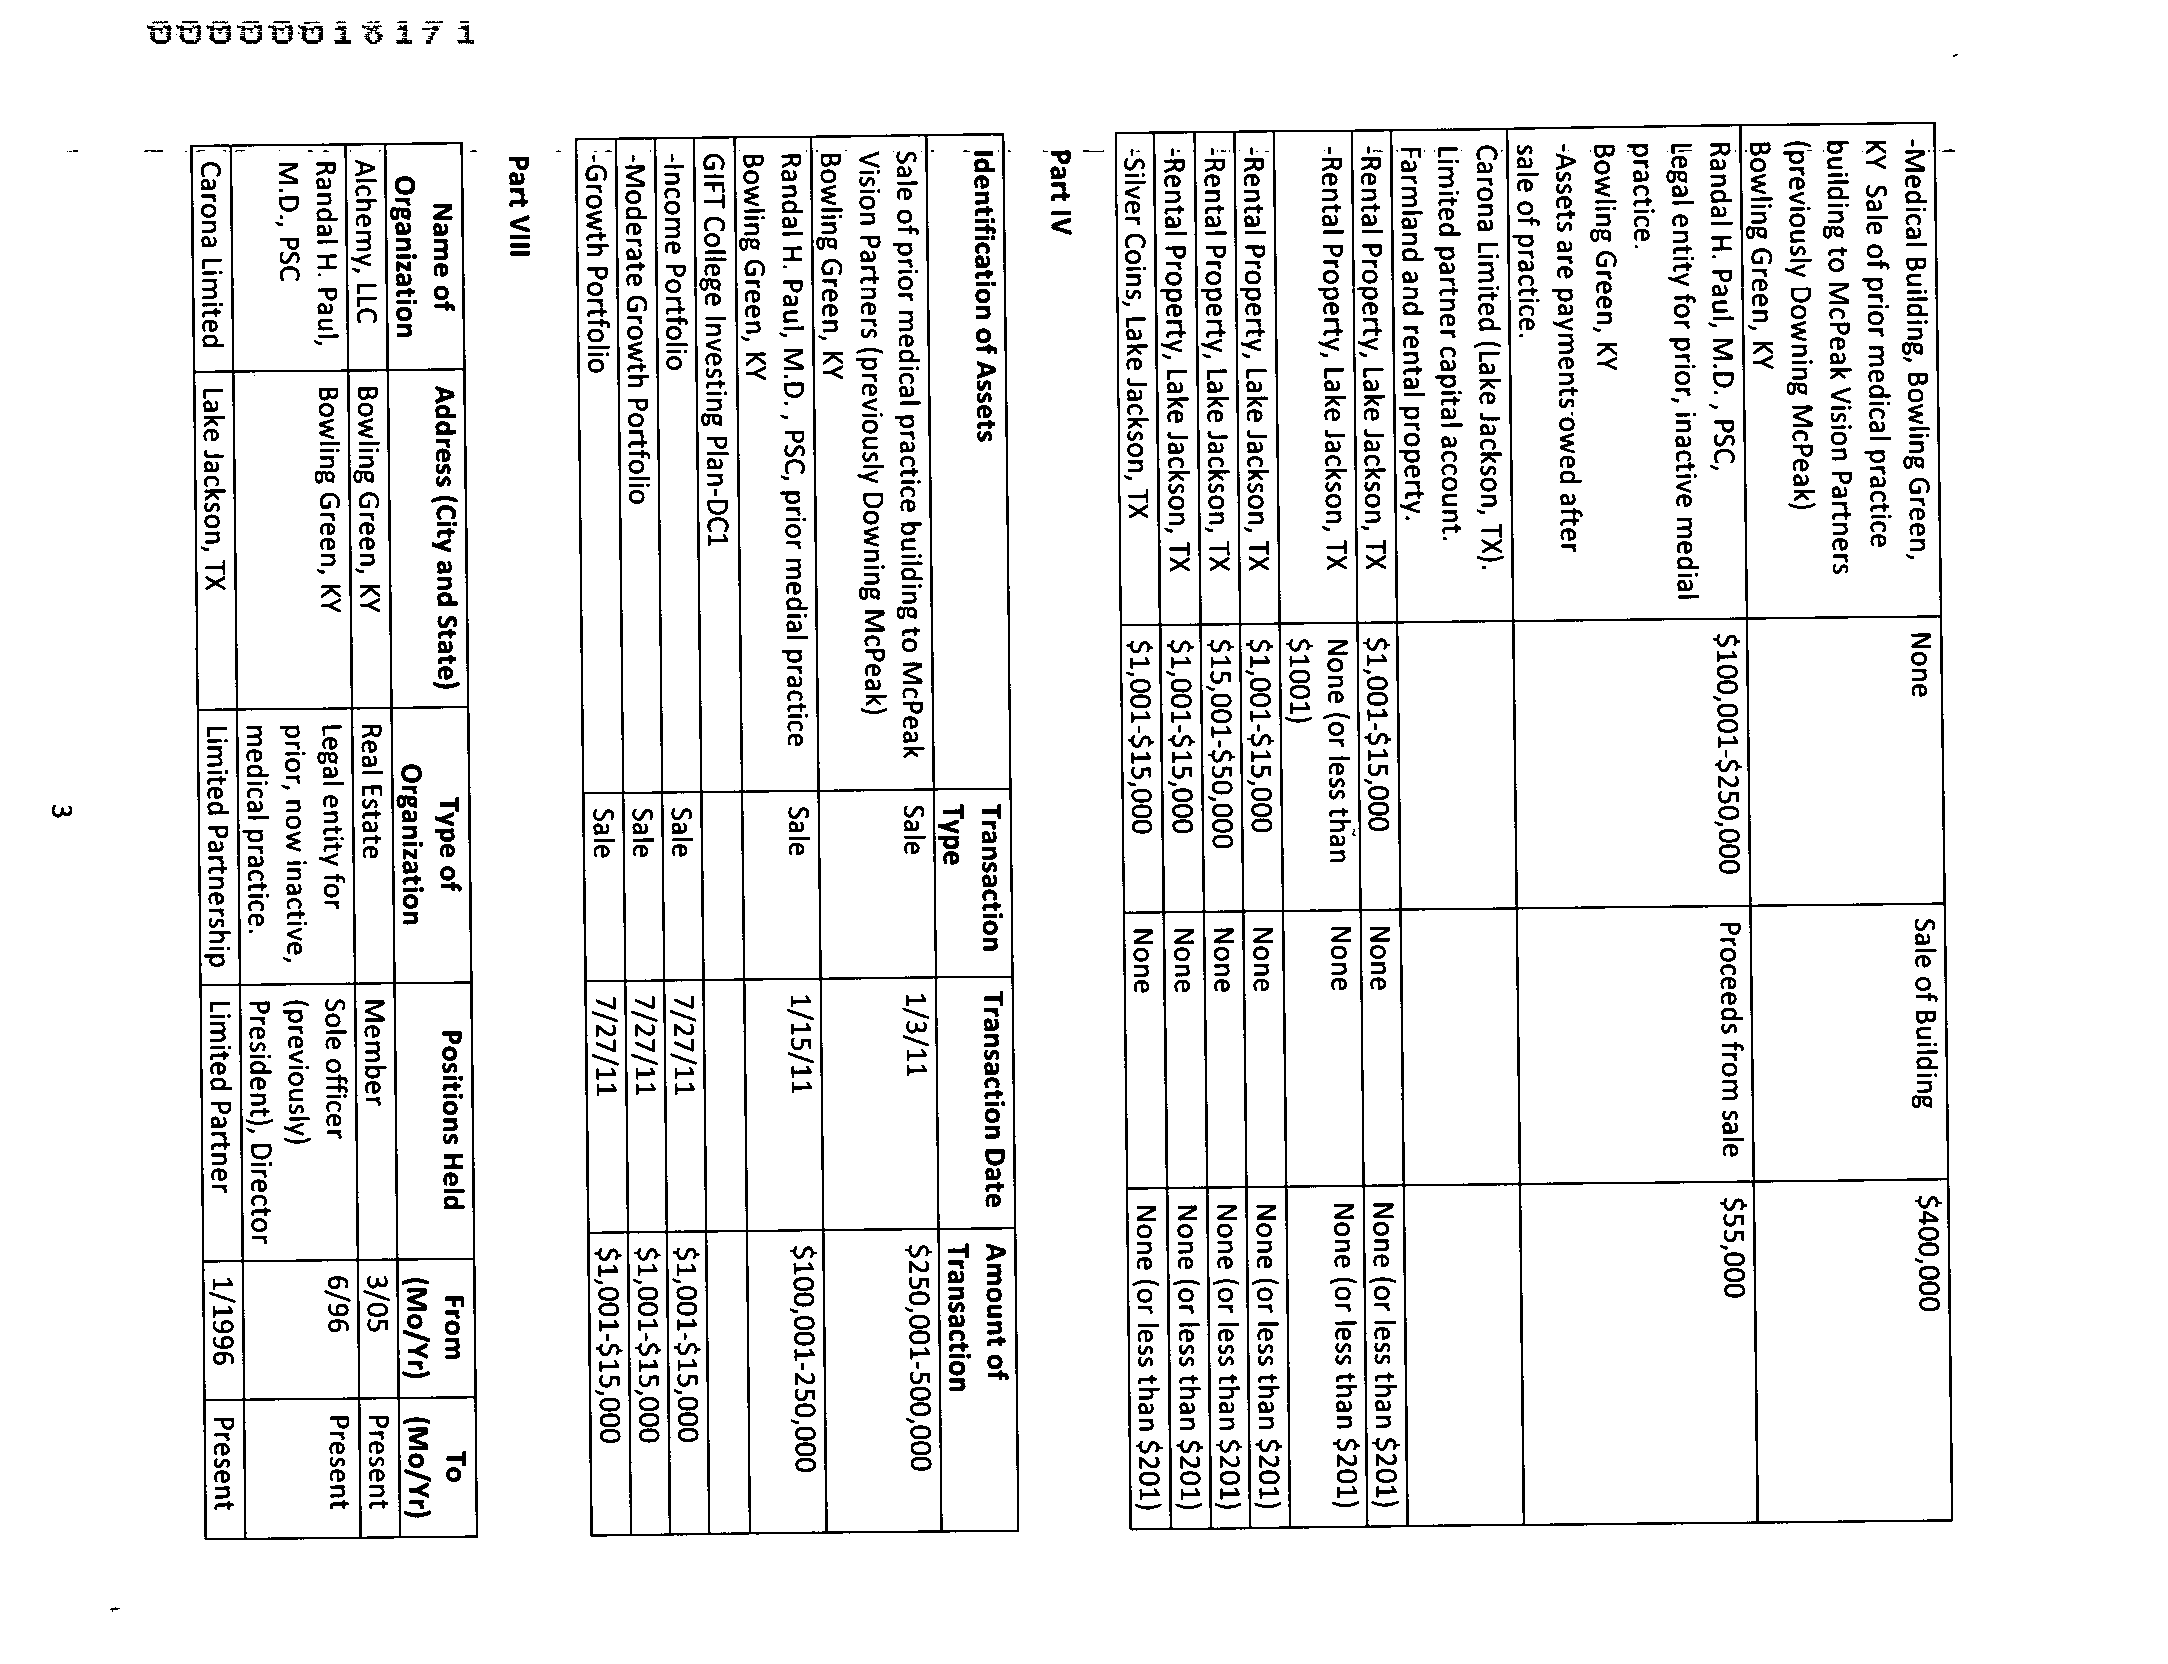 -Medical Building, Bowling Green, None Sale of Building $400,000
KY Sale of prior medical practice
building to McPeak Vision Partners
(previously Downing McPeak)
Bowling Green, KY
Randal H. Paul, M.D. , PSC, $100,001-$250,000 Proceeds from sale $55,000
Legal entity for prior, inactive medial
practice.
Bowling Green, KY
-Assets are payments owed after
sale of practice.
Carona Limited (Lake Jackson, TX).
Limited partner capital account.
Farmland and rental property.
-Rental Property, Lake Jackson, TX $1,001-$15,000 None None (or less than $201)
-Rental Property, Lake Jackson, TX None (or less than None None (or less than $201)
$1001)
-Rental Property, Lake Jackson, TX $1,001-$15,000 None None (or less than $201)
-Rental Property, Lake Jackson, TX $15,001-$50,000 None None (or less than $201)
-Rental Property, Lake Jackson, TX $1,001-$15,000 None None (or less than $201)
-Silver Coins, Lake Jackson, TX $1,001-$15,000 None None (or less than $201)
Part IV
Identification of Assets Transaction Transaction Date Amount of
Type Transaction
Sale of prior medical practice building to McPeak Sale 1/3/11 $250,001-500,000
Vision Partners (previously Downing McPeak)
Bowling Green, KY
Randal H. Paul, M.D. , PSC, prior medial practice Sale 1/15/11 $100,001-250,000
Bowling Green, KY
GIFT College Investing Plan-DC1
-Income Portfolio Sale 7/27/11 $1,001-$15,000
-Moderate Growth Portfolio Sale 7/27/11 $1,001-$15,000
-Growth Portfolio Sale 7/27/11 $1,001-$15,000
Part VIII
Name of Address (City and State) Type of Positions Held From To
Organization Organization (Mo/Yr) (Mo/Yr)
Alchemy, LLC Bowling Green, KY Real Estate Member 3/05 Present
Randal H. Paul, Bowling Green, KY Legal entity for Sole officer 6/96 Present
M.D., PSC prior, now inactive, (previously)
medical practice. President), Director
Carona Limited Lake Jackson, TX Limited Partnership Limited Partner 1/1996 Present
3